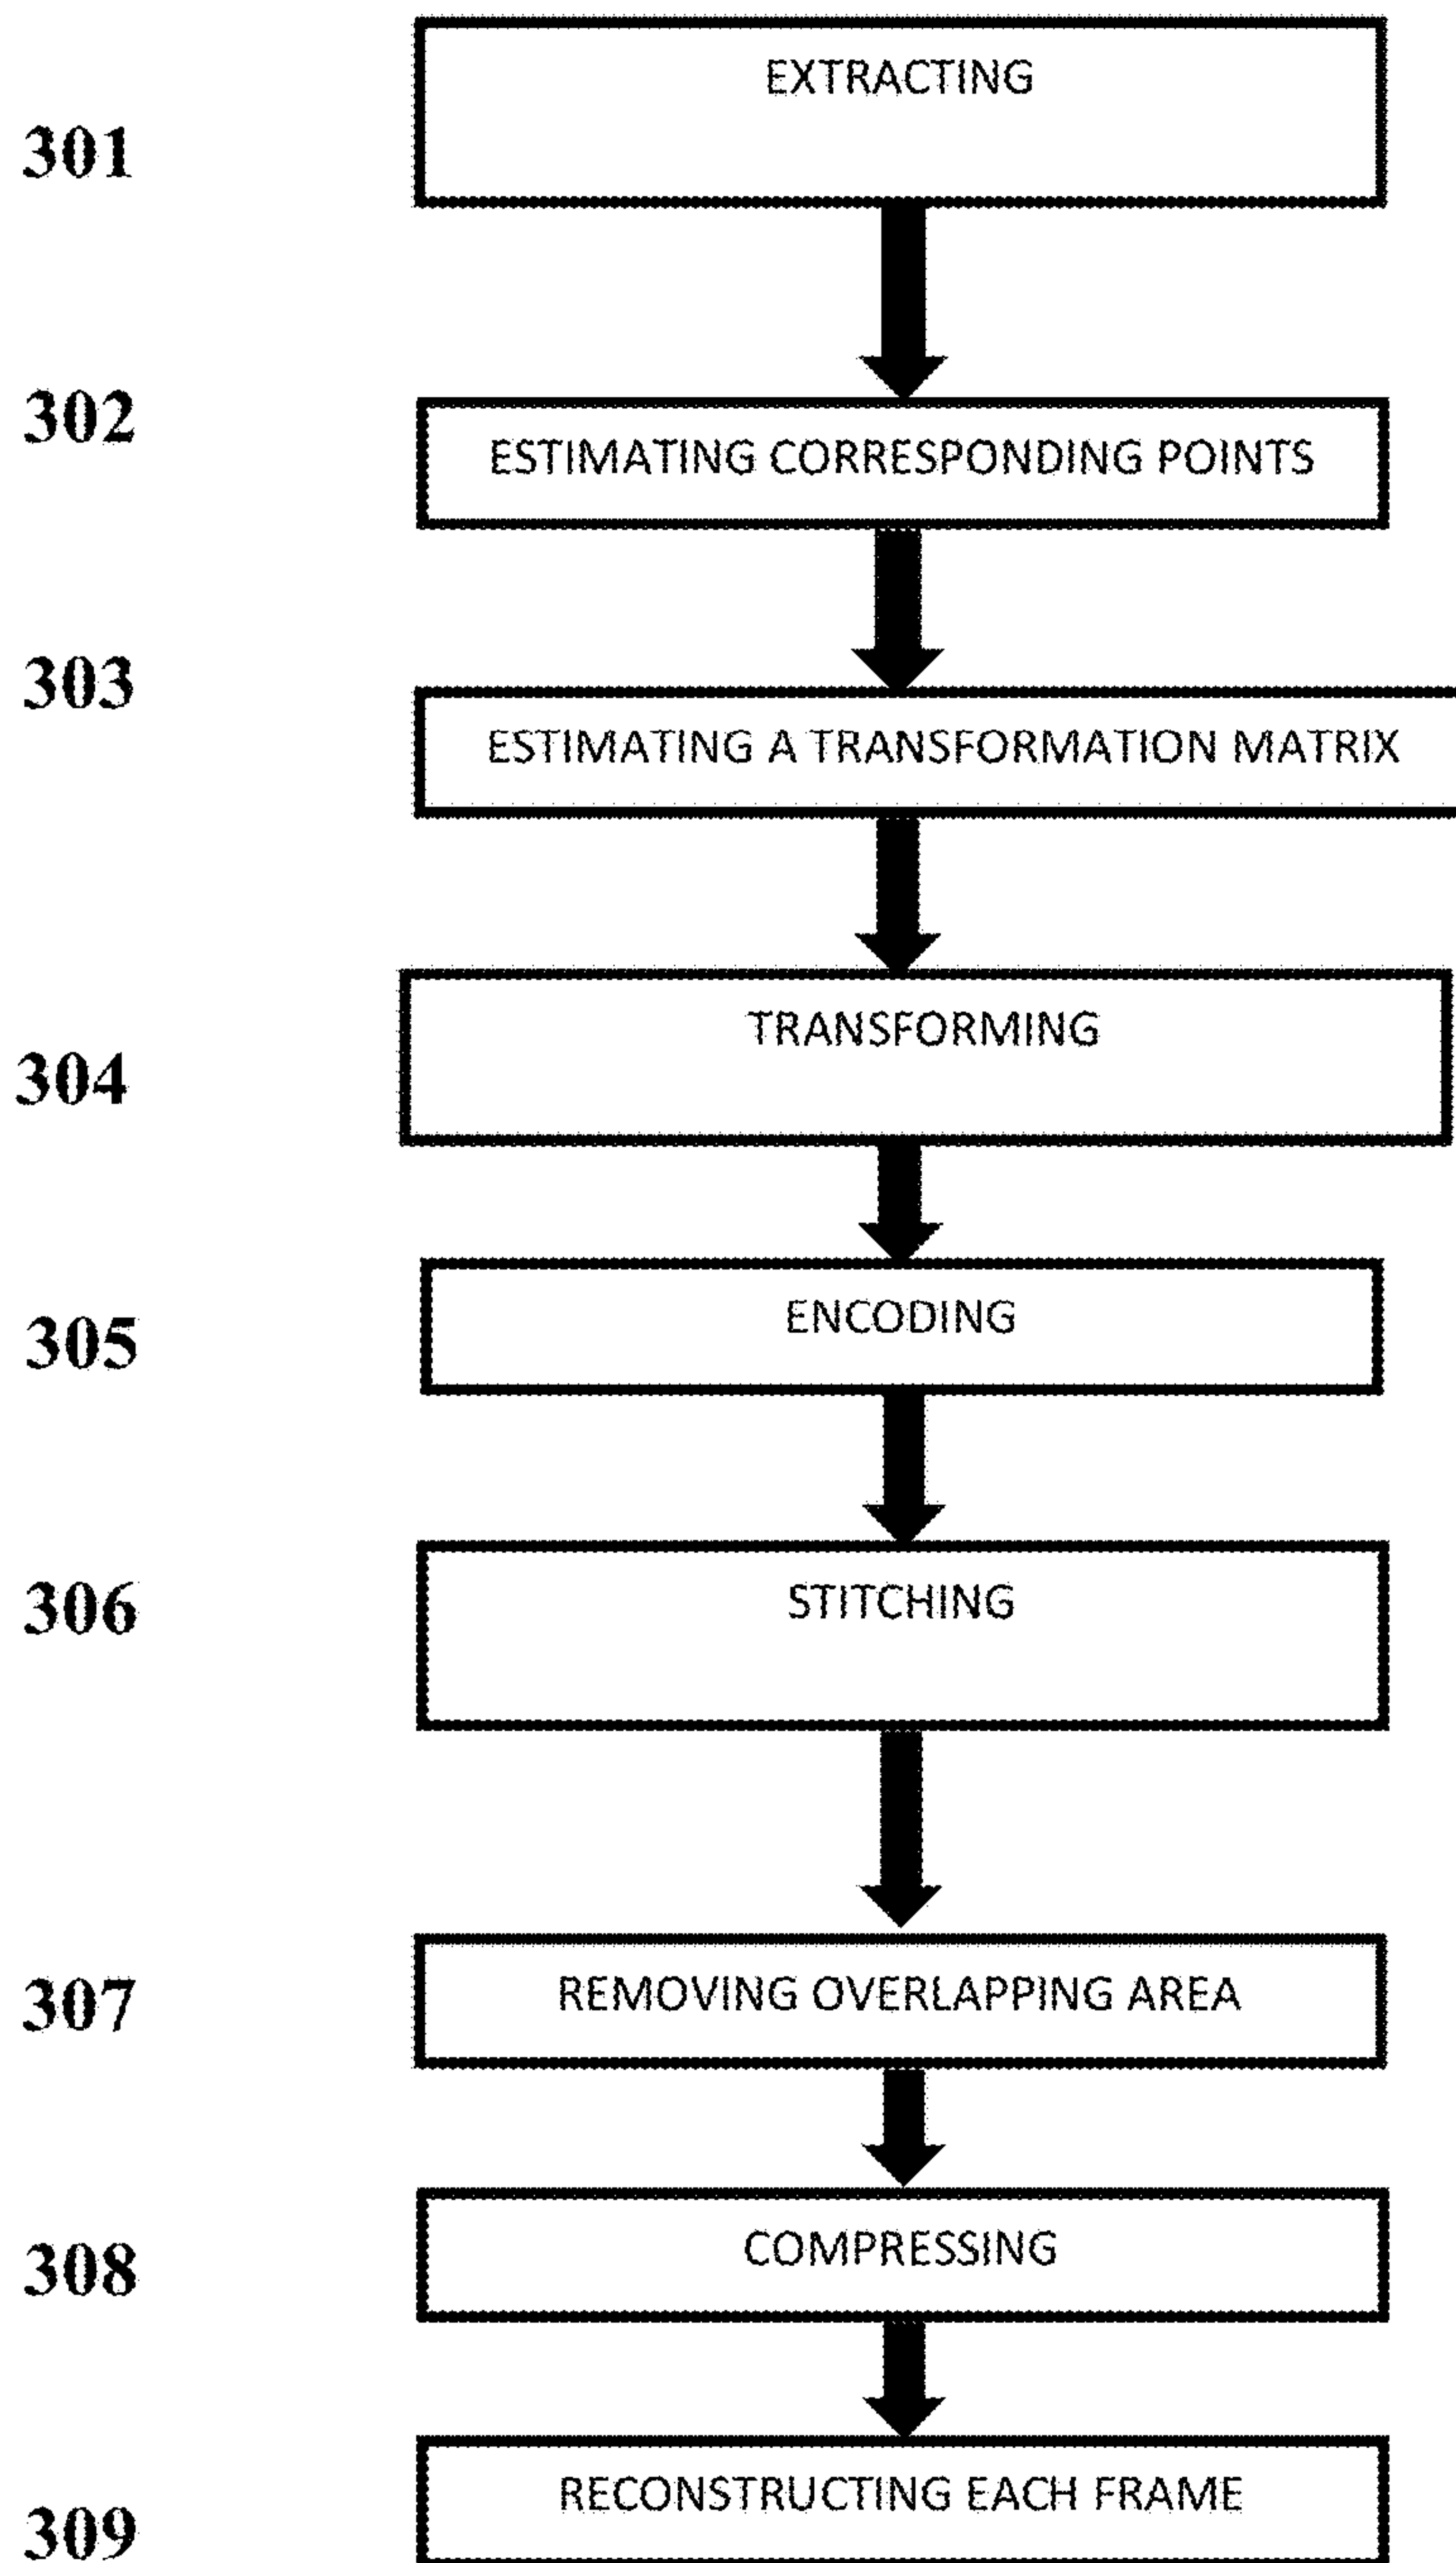 EXTRACTING
301
302
ESTIMATING CORRESPONDING POINTS
303
ESTIMATING A TRANSFORMATION MATRIX
TRANSFORMING
304
ENCODING
305
STITCHING
306
REMOVING OVERLAPPING AREA
307
COMPRESSING
308
RECONSTRUCTING EACH FRAME
309